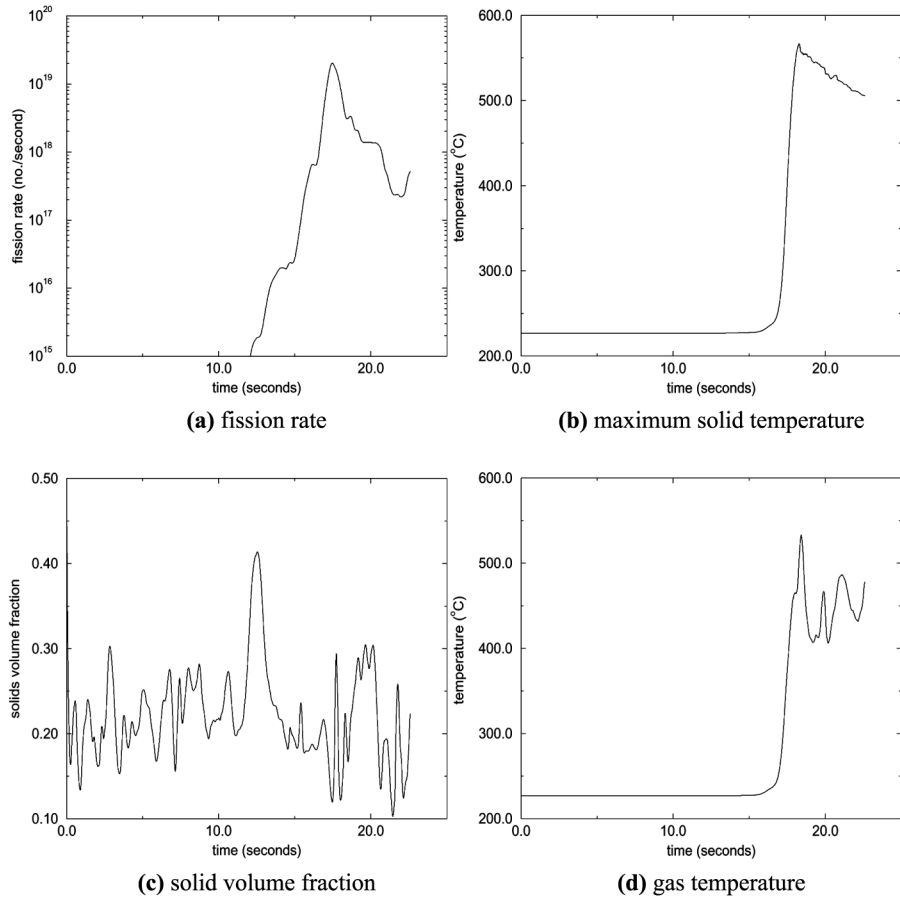 10^20
10^19
10^18
10^17
10^16
10^15
fission rate (no./second)
0.0
10.0
20.0
time (seconds)
(a) fission rate
600.0
500.0
400.0
300.0
200.0
temperature (°C)
0.0
10.0
20.0
time (seconds)
(b) maximum solid temperature
0.50
0.40
0.30
0.20
0.10
solids volume fraction
0.0
10.0
20.0
time (seconds)
(c) solid volume fraction
600.0
500.0
400.0
300.0
200.0
temperature (°C)
0.0
10.0
20.0
time (seconds)
(d) gas temperature